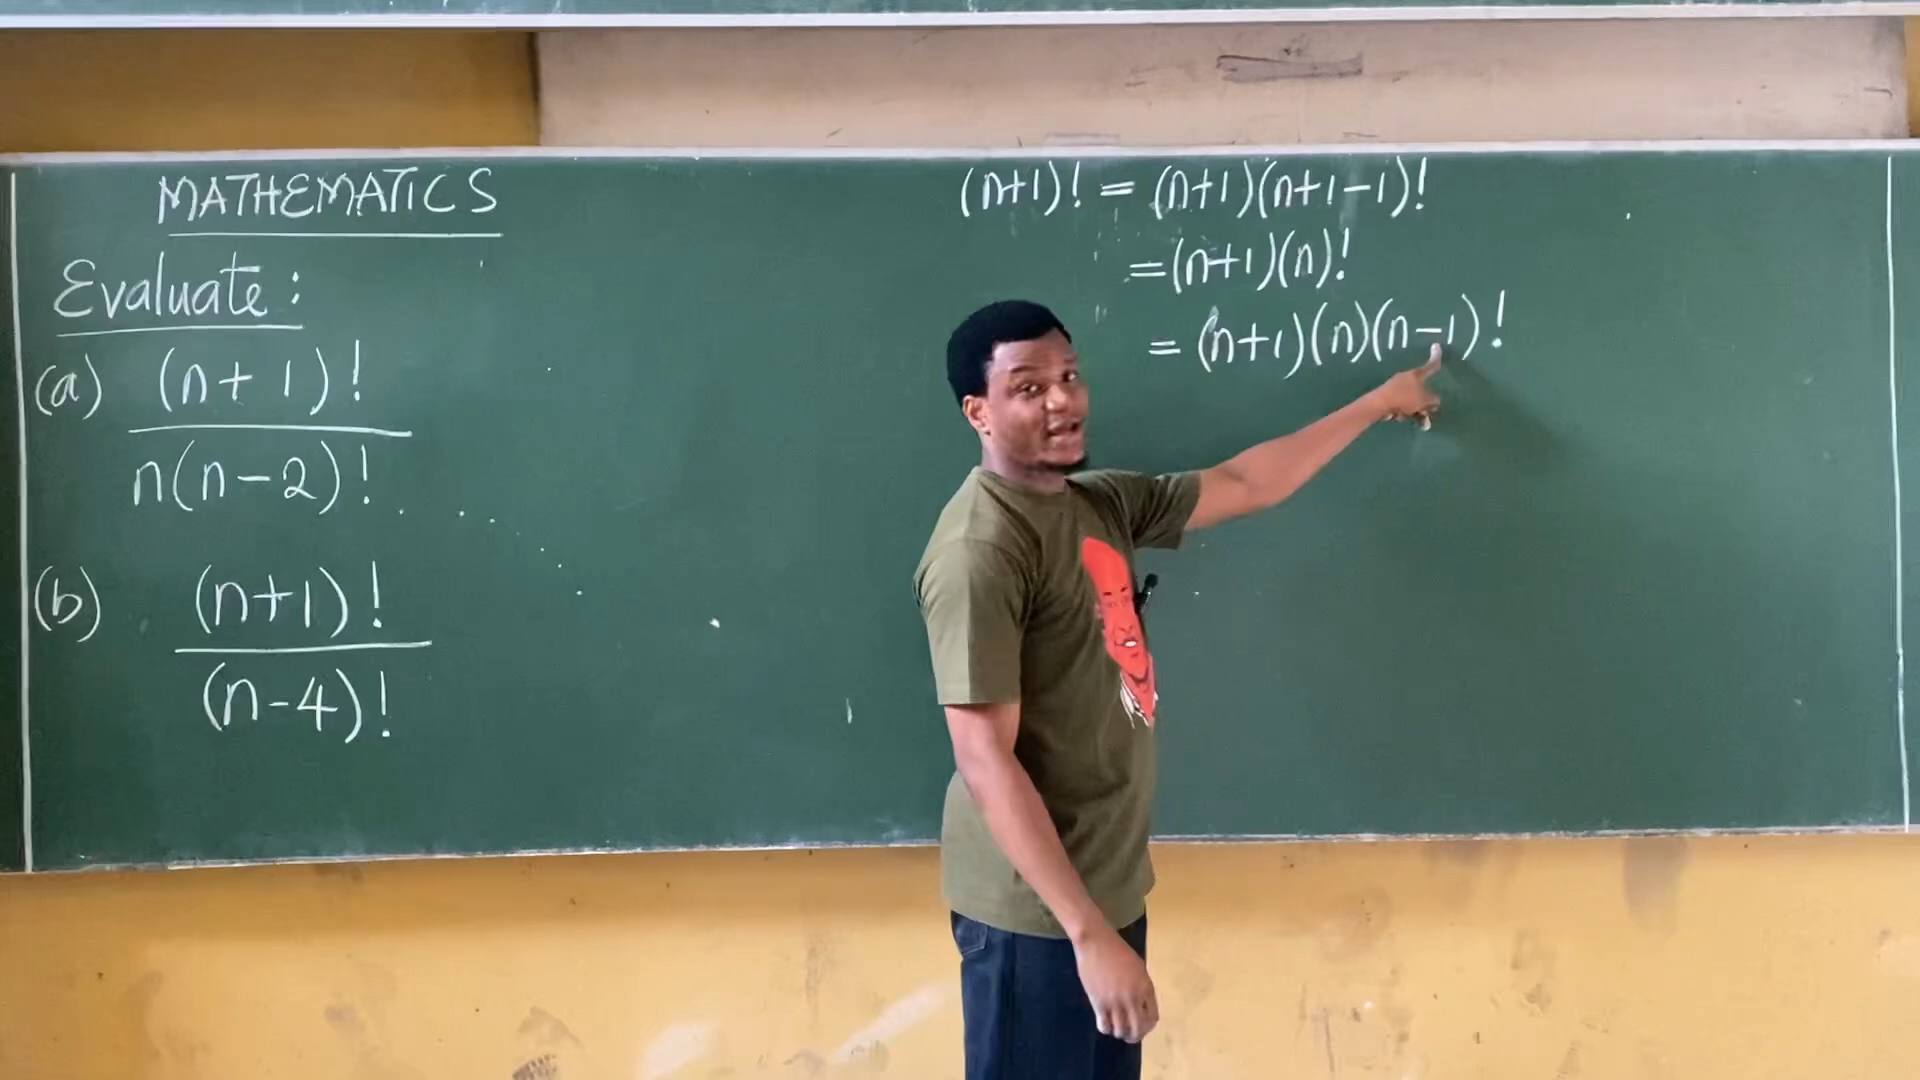 MATHEMATICS
Evaluate:
(a) (n+1)!
n(n-2)!
(b) (n+1)!
(n-4)!
(n+1)! = (n+1)(n+1-1)!
=(n+1)(n)!
= (n+1)(n)(n-1)!